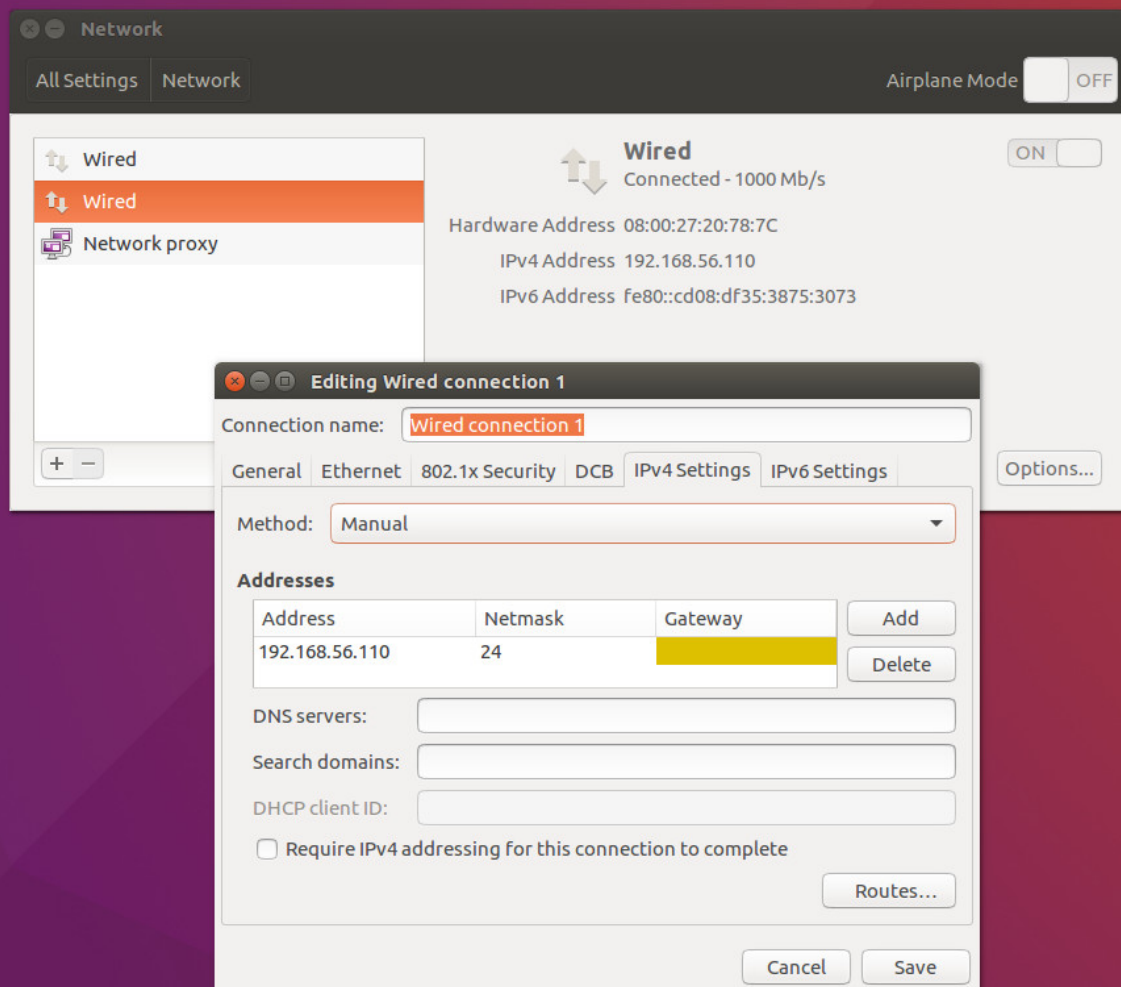 Network
All Settings Network Airplane Mode OFF
Wired
Wired
Network proxy
Wired ON
Connected - 1000 Mb/s
Hardware Address 08:00:27:20:78:7C
IPv4 Address 192.168.56.110
IPv6 Address fe80::cd08:df35:3875:3073
+ −
Options...
Editing Wired connection 1
Connection name: Wired connection 1
General Ethernet 802.1x Security DCB IPv4 Settings IPv6 Settings
Method: Manual
Addresses
Address Netmask Gateway Add
192.168.56.110 24 Delete
DNS servers:
Search domains:
DHCP client ID:
Require IPv4 addressing for this connection to complete
Routes…
Cancel Save